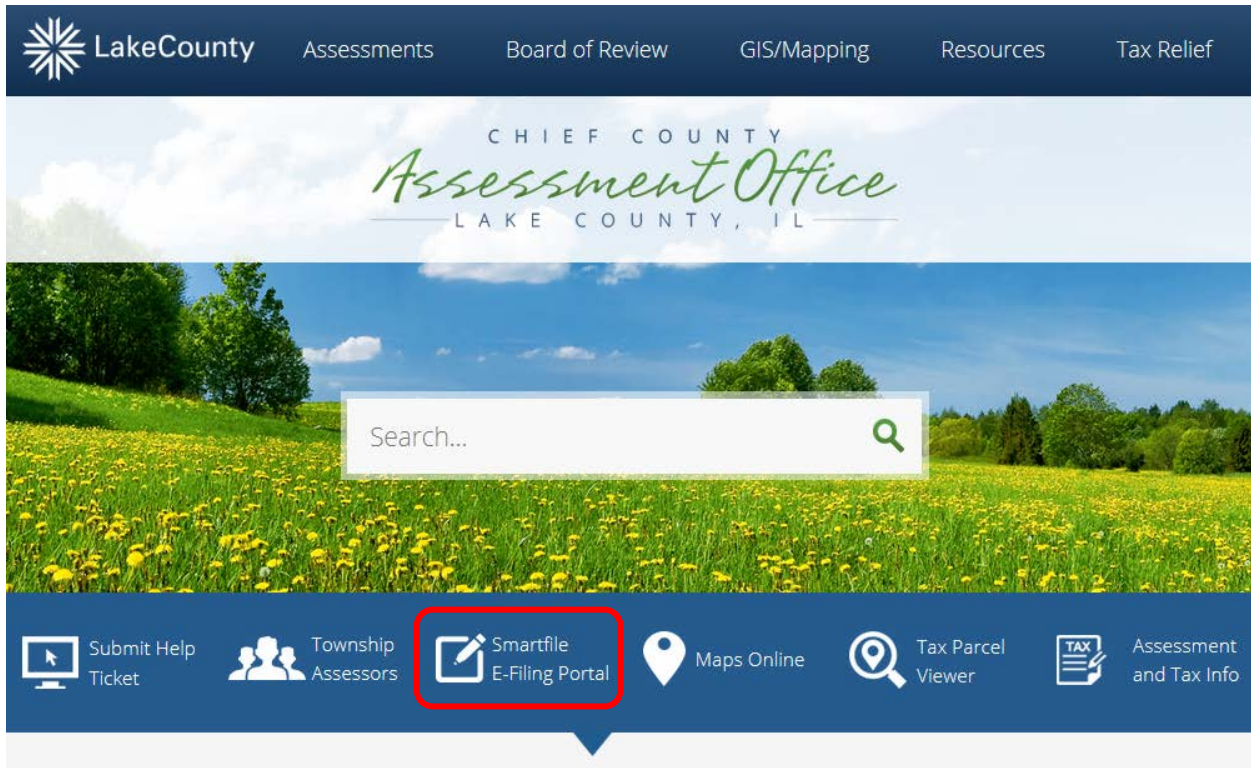 LakeCounty Assessments Board of Review GIS/Mapping Resources Tax Relief
CHIEF COUNTY
Assessment Office
LAKE COUNTY, IL
Search...
Submit Help
Ticket
Township
Assessors
Smartfile
E-Filing Portal
Maps Online
Tax Parcel
Viewer
TAX
Assessment
and Tax Info